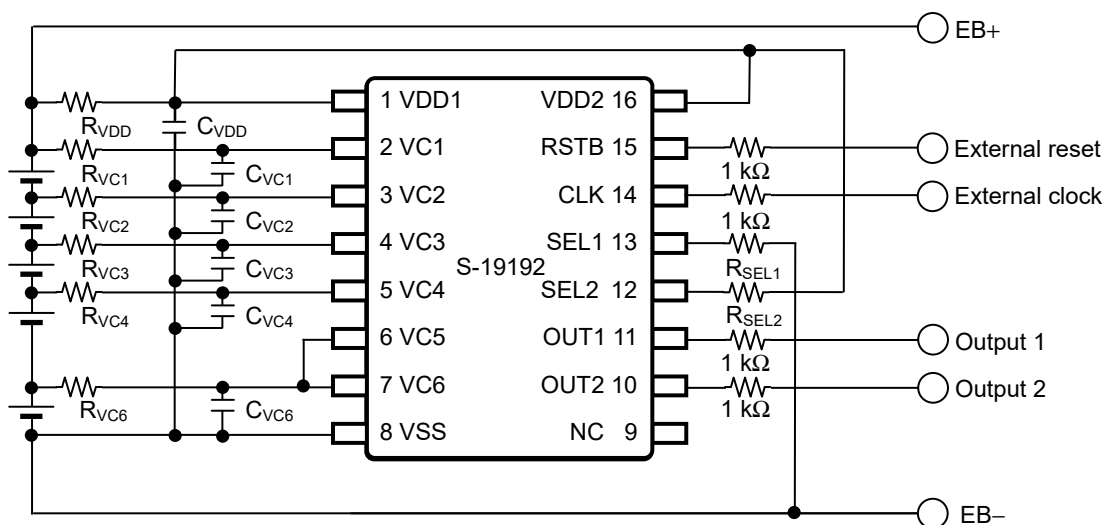 EB+
1 VDD1
VDD2 16
RVDD
CVDD
2 VC1
RSTB 15
External reset
RVC1
CVC1
1 kΩ
3 VC2
CLK 14
External clock
RVC2
CVC2
1 kΩ
4 VC3
SEL1 13
RVC3
CVC3
S-19192
RSEL1
5 VC4
SEL2 12
RVC4
CVC4
RSEL2
6 VC5
OUT1 11
Output 1
1 kΩ
7 VC6
OUT2 10
Output 2
RVC6
CVC6
1 kΩ
8 VSS
NC 9
EB−